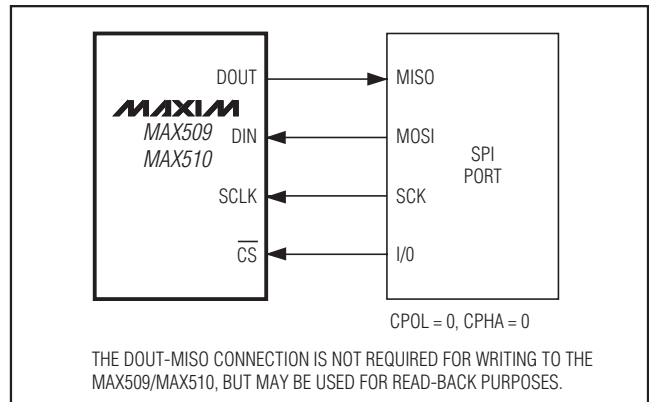 DOUT MISO
MAXIM
MAX509 DIN MOSI
MAX510
SPI
PORT
SCLK SCK
CS I/0
CPOL = 0, CPHA = 0
THE DOUT-MISO CONNECTION IS NOT REQUIRED FOR WRITING TO THE
MAX509/MAX510, BUT MAY BE USED FOR READ-BACK PURPOSES.